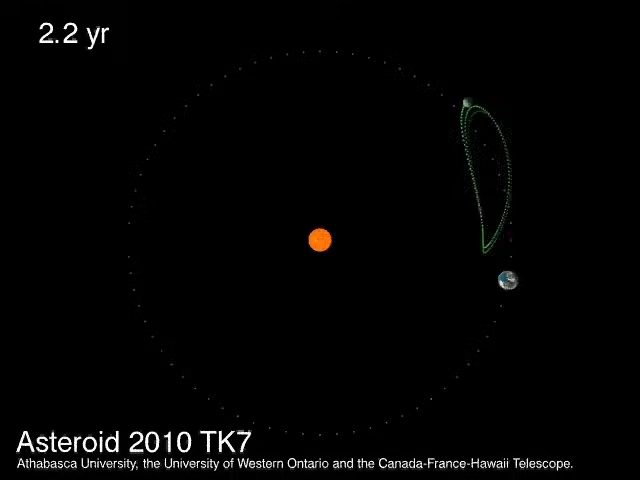 2.2 yr
Asteroid 2010 TK7
Athabasca University, the University of Western Ontario and the Canada-France-Hawaii Telescope.